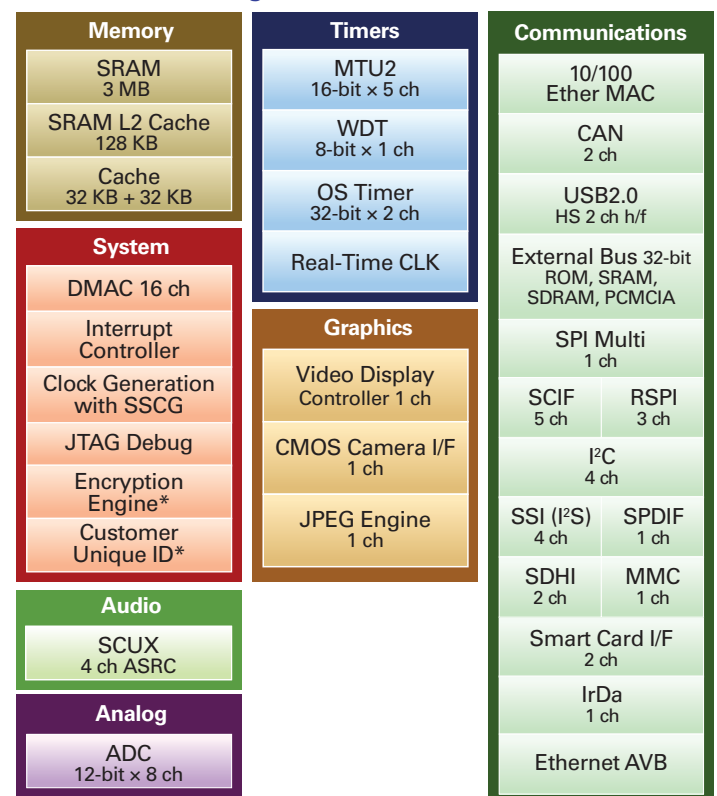 Memory
SRAM
3 MB
SRAM L2 Cache
128 KB
Cache
32 KB + 32 KB
System
DMAC 16 ch
Interrupt
Controller
Clock Generation
with SSCG
JTAG Debug
Encryption
Engine*
Customer
Unique ID*
Audio
SCUX
4 ch ASRC
Analog
ADC
12-bit × 8 ch
Timers
MTU2
16-bit × 5 ch
WDT
8-bit × 1 ch
OS Timer
32-bit × 2 ch
Real-Time CLK
Graphics
Video Display
Controller 1 ch
CMOS Camera I/F
1 ch
JPEG Engine
1 ch
Communications
10/100
Ether MAC
CAN
2 ch
USB2.0
HS 2 ch h/f
External Bus 32-bit
ROM, SRAM,
SDRAM, PCMCIA
SPI Multi
1 ch
SCIF
5 ch
RSPI
3 ch
I²C
4 ch
SSI (I²S)
4 ch
SPDIF
1 ch
SDHI
2 ch
MMC
1 ch
Smart Card I/F
2 ch
IrDa
1 ch
Ethernet AVB